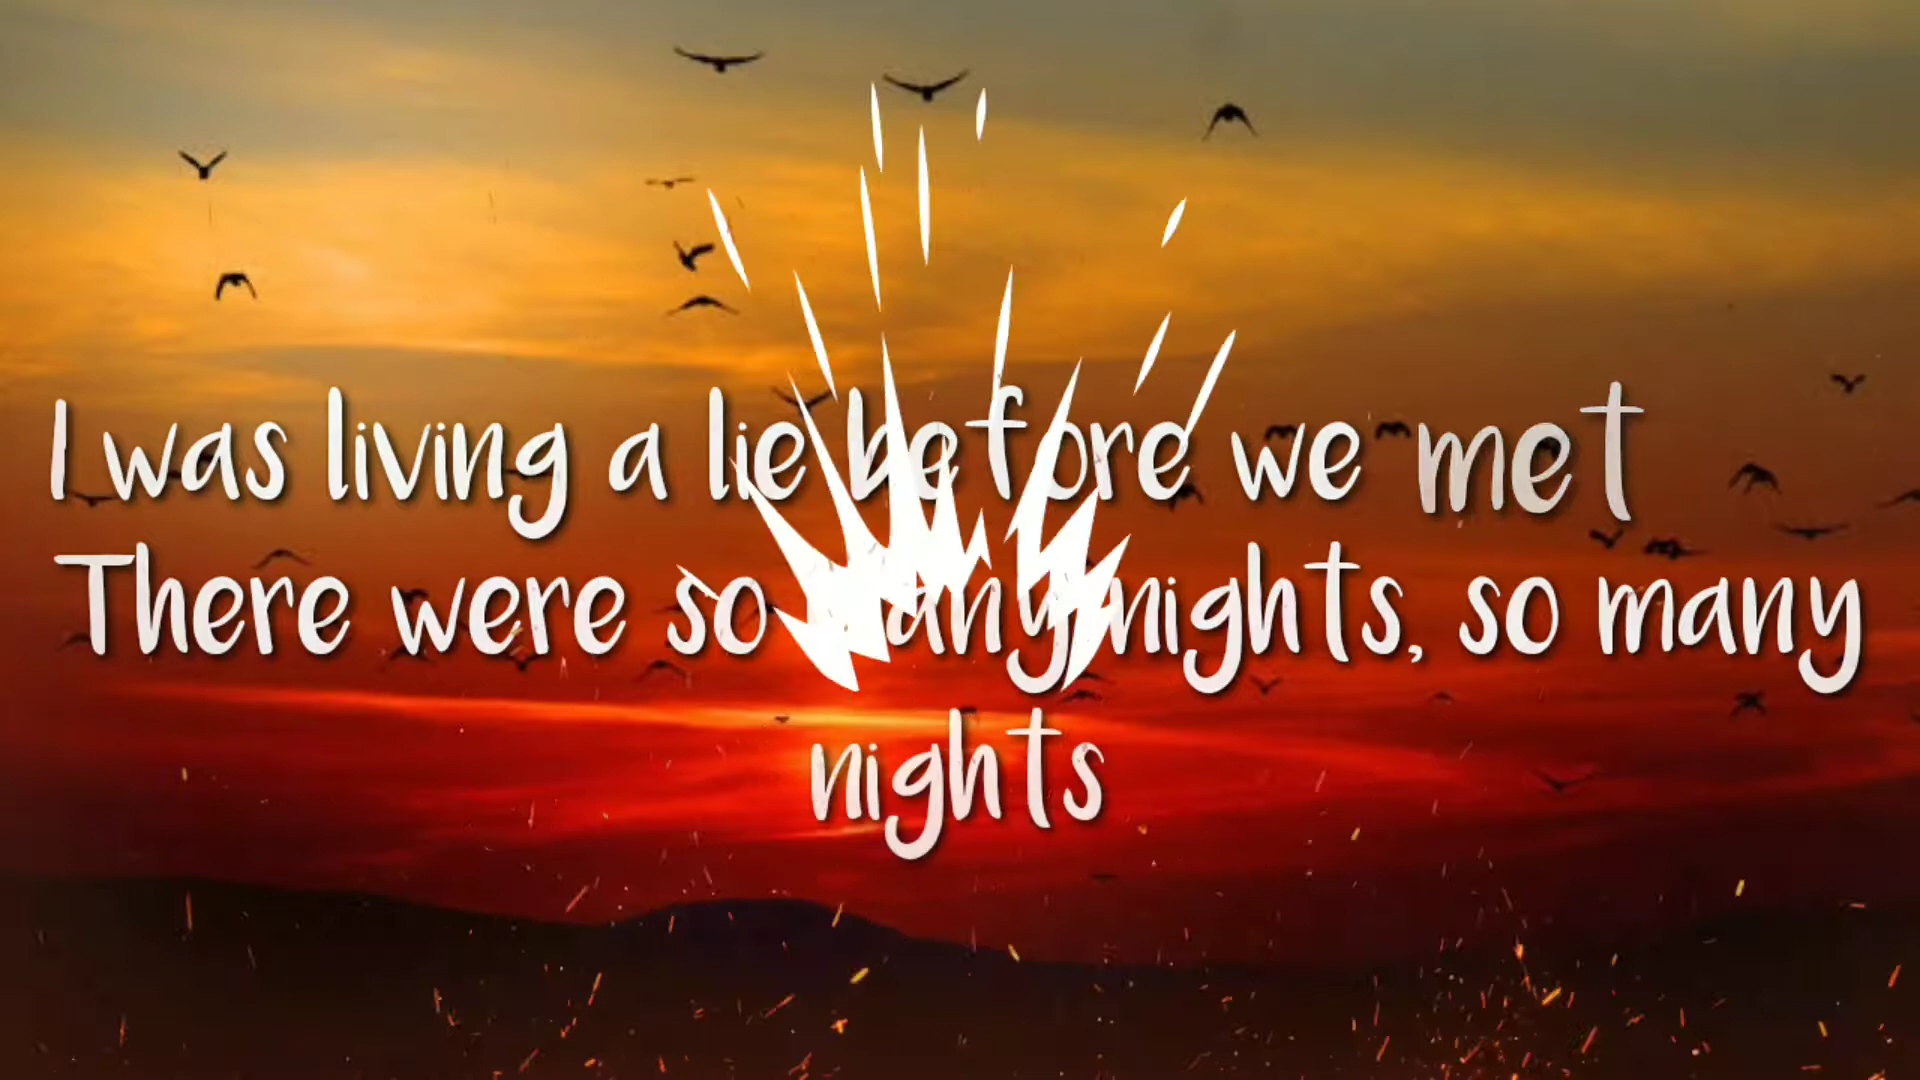 I was living a lie before we met
There were so many nights, so many
nights